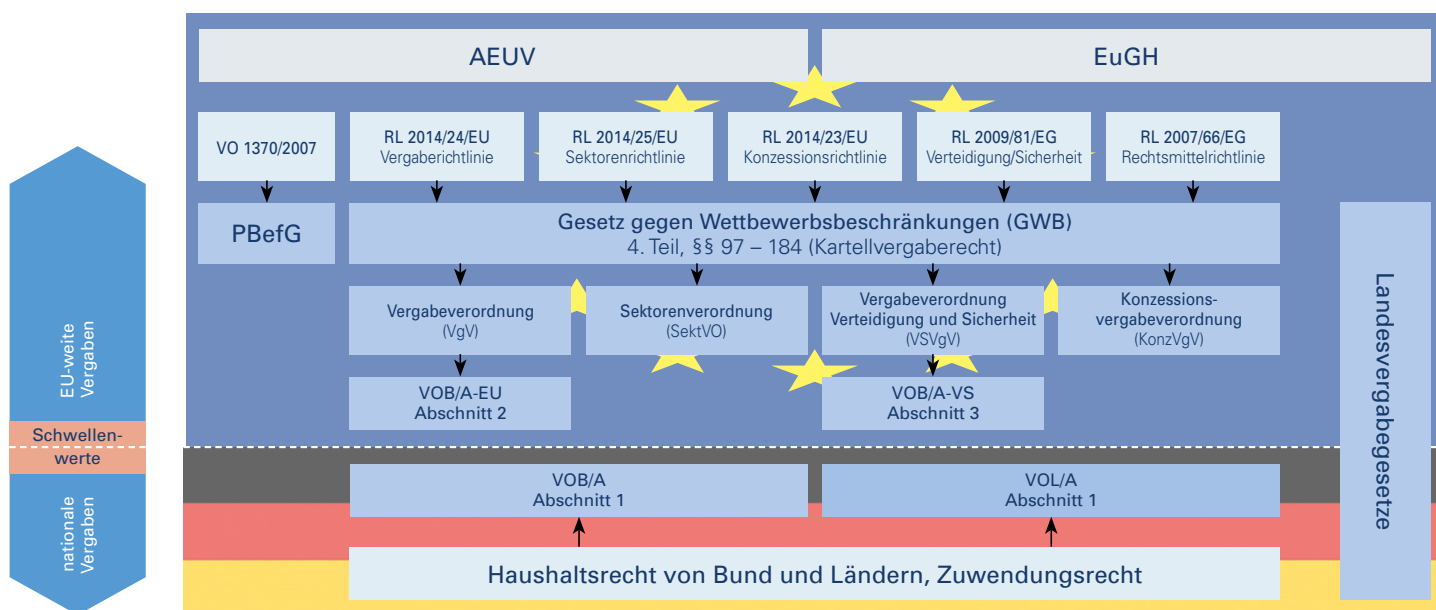 AEUV
EuGH
VO 1370/2007
RL 2014/24/EU
Vergaberichtlinie
RL 2014/25/EU
Sektorenrichtlinie
RL 2014/23/EU
Konzessionsrichtlinie
RL 2009/81/EG
Verteidigung/Sicherheit
RL 2007/66/EG
Rechtsmittelrichtlinie
PBefG
Gesetz gegen Wettbewerbsbeschränkungen (GWB)
4. Teil, §§ 97 – 184 (Kartellvergaberecht)
Vergabeverordnung
(VgV)
Sektorenverordnung
(SektVO)
Vergabeverordnung
Verteidigung und Sicherheit
(VSVgV)
Konzessions-
vergabeverordnung
(KonzVgV)
VOB/A-EU
Abschnitt 2
VOB/A-VS
Abschnitt 3
EU-weite
Vergaben
Schwellen-
werte
nationale
Vergaben
VOB/A
Abschnitt 1
VOL/A
Abschnitt 1
Haushaltsrecht von Bund und Ländern, Zuwendungsrecht
Landesvergabegesetze